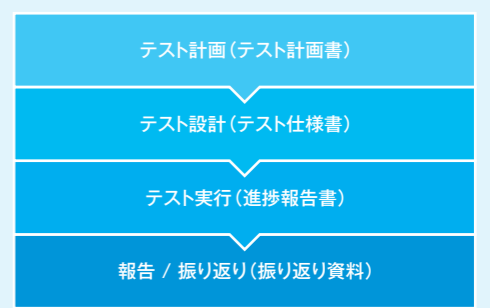 テスト計画(テスト計画書)
テスト設計(テスト仕様書)
テスト実行(進捗報告書)
報告 / 振り返り(振り返り資料)